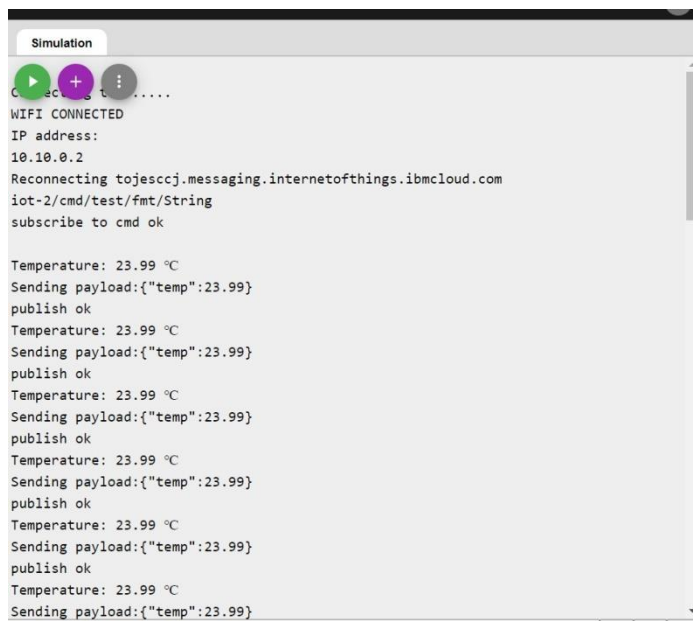 Simulation
WIFI CONNECTED
IP address:
10.10.0.2
Reconnecting tojesccj.messaging.internetofthings.ibmcloud.com
iot-2/cmd/test/fmt/String
subscribe to cmd ok
Temperature: 23.99 ℃
Sending payload:{"temp":23.99}
publish ok
Temperature: 23.99 ℃
Sending payload:{"temp":23.99}
publish ok
Temperature: 23.99 ℃
Sending payload:{"temp":23.99}
publish ok
Temperature: 23.99 ℃
Sending payload:{"temp":23.99}
publish ok
Temperature: 23.99 ℃
Sending payload:{"temp":23.99}
publish ok
Temperature: 23.99 ℃
Sending payload:{"temp":23.99}